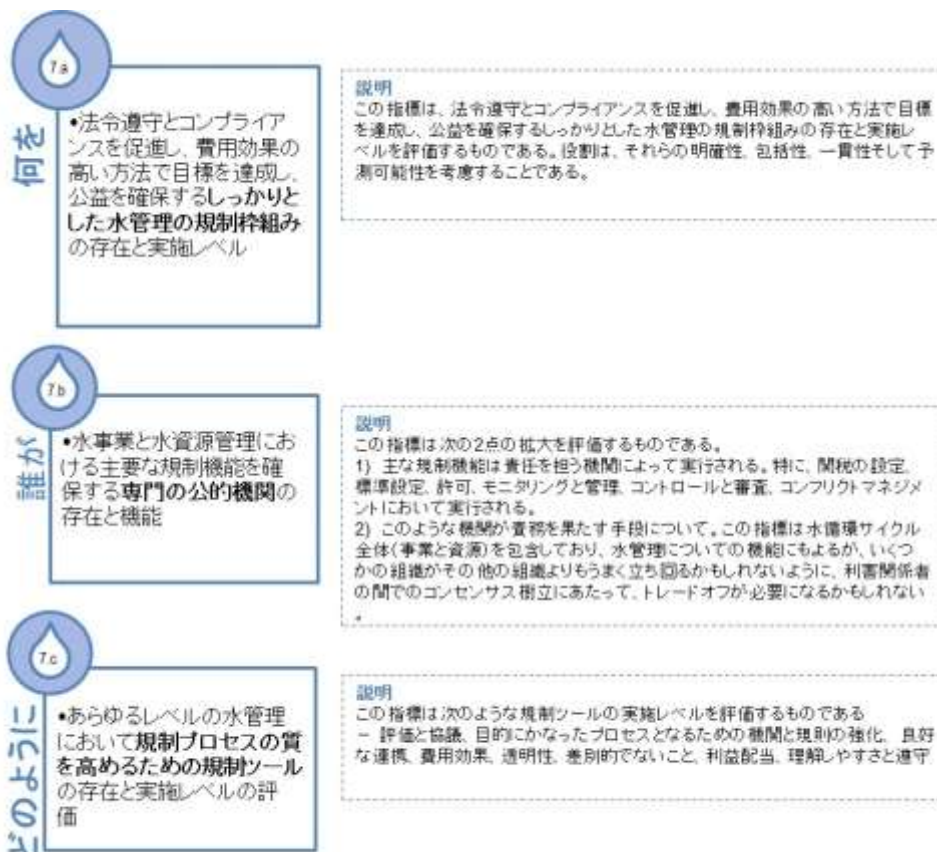 7.a
何を
•法令遵守とコンプライア
ンスを促進し、費用効果の
高い方法で目標を達成し、
公益を確保するしっかりと
した水管理の規制枠組み
の存在と実施レベル
説明
この指標は、法令遵守とコンプライアンスを促進し、費用効果の高い方法で目標
を達成し、公益を確保するしっかりとした水管理の規制枠組みの存在と実施レ
ベルを評価するものである。役割は、それらの明確性、包括性、一貫性そして予
測可能性を考慮することである。
7.b
誰が
•水事業と水資源管理にお
ける主要な規制機能を確
保する専門の公的機関の
存在と機能
説明
この指標は次の2点の拡大を評価するものである。
1) 主な規制機能は責任を担う機関によって実行される。特に、関税の設定、
標準設定、許可、モニタリングと管理、コントロールと審査、コンフリクトマネジメ
ントにおいて実行される。
2) このような機関が責務を果たす手段について。この指標は水循環サイクル
全体(事業と資源)を包含しており、水管理についての機能にもよるが、いくつ
かの組織がその他の組織よりもうまく立ち回るかもしれないように、利害関係者
の間でのコンセンサス樹立にあたって、トレードオフが必要になるかもしれない
。
7.c
どのように
•あらゆるレベルの水管理
において規制プロセスの質
を高めるための規制ツール
の存在と実施レベルの評
価
説明
この指標は次のような規制ツールの実施レベルを評価するものである
－ 評価と協議、目的にかなったプロセスとなるための機関と規則の強化、良好
な連携、費用効果、透明性、差別的でないこと、利益配当、理解しやすさと遵守